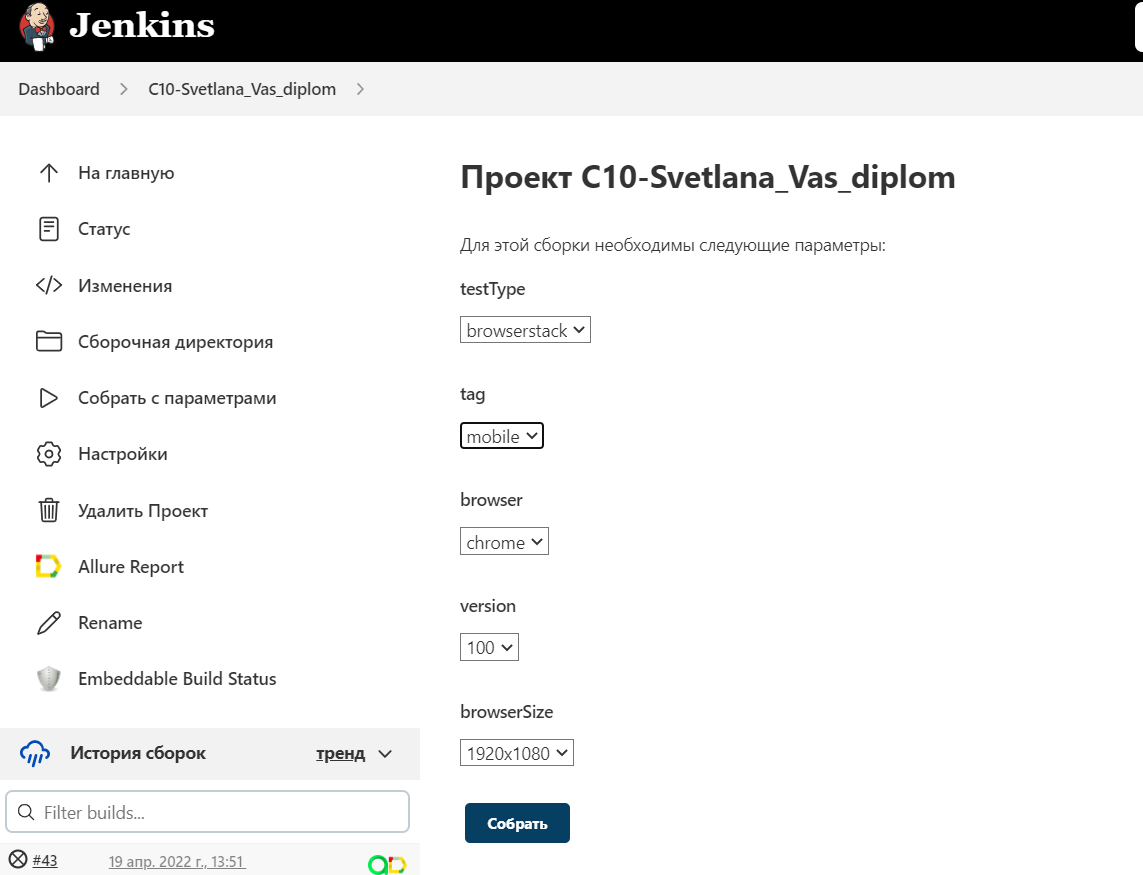 Jenkins
Dashboard
C10-Svetlana_Vas_diplom
На главную
Статус
Изменения
Сборочная директория
Собрать с параметрами
Настройки
Удалить Проект
Allure Report
Rename
Embeddable Build Status
История сборок
тренд
Filter builds...
#43
19 апр. 2022 г., 13:51
Проект C10-Svetlana_Vas_diplom
Для этой сборки необходимы следующие параметры:
testType
browserstack
tag
mobile
browser
chrome
version
100
browserSize
1920x1080
Собрать